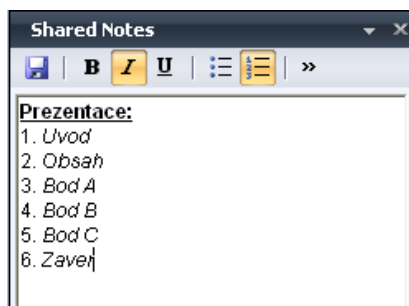 Shared Notes
B I U
Prezentace:
1. Uvod
2. Obsah
3. Bod A
4. Bod B
5. Bod C
6. Zaver